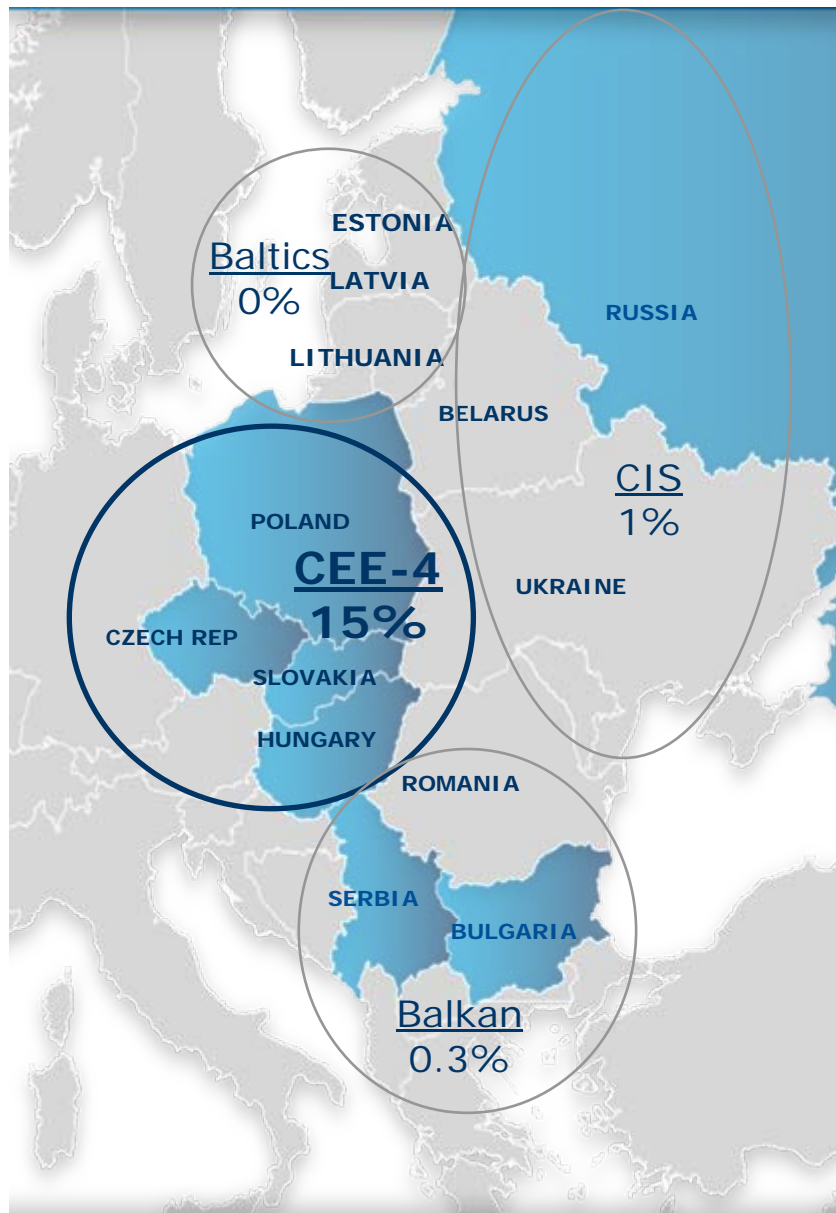 ESTONIA
Baltics
0%
LATVIA
LITHUANIA
RUSSIA
BELARUS
CIS
1%
POLAND
CEE-4
15%
UKRAINE
CZECH REP
SLOVAKIA
HUNGARY
ROMANIA
SERBIA
BULGARIA
Balkan
0.3%